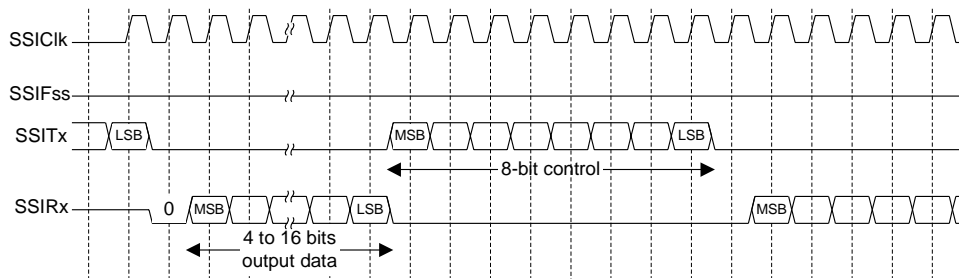 SSIClk
SSIFss
SSITx LSB MSB LSB
8-bit control
SSIRx 0 MSB LSB MSB
4 to 16 bits
output data